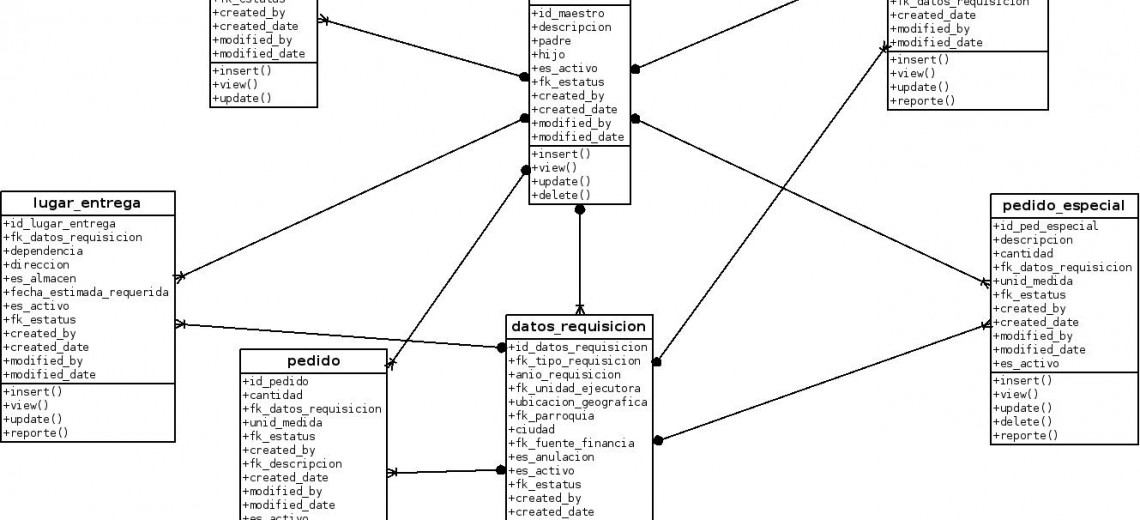 +fk_estatus
+created_by
+created_date
+modified_by
+modified_date
+insert()
+view()
+update()
+id_maestro
+descripcion
+padre
+hijo
+es_activo
+fk_estatus
+created_by
+created_date
+modified_by
+modified_date
+insert()
+view()
+update()
+delete()
+fk_datos_requisicion
+created_date
+modified_by
+modified_date
+insert()
+view()
+update()
+reporte()
lugar_entrega
+id_lugar_entrega
+fk_datos_requisicion
+dependencia
+direccion
+es_almacen
+fecha_estimada_requerida
+es_activo
+fk_estatus
+created_by
+created_date
+modified_by
+modified_date
+insert()
+view()
+update()
+reporte()
pedido
+id_pedido
+cantidad
+fk_datos_requisicion
+unid_medida
+fk_estatus
+created_by
+fk_descripcion
+created_date
+modified_by
+modified_date
+es_activo
datos_requisicion
+id_datos_requisicion
+fk_tipo_requisicion
+anio_requisicion
+fk_unidad_ejecutora
+ubicacion_geografica
+fk_parroquia
+ciudad
+fk_fuente_financia
+es_anulacion
+es_activo
+fk_estatus
+created_by
+created_date
pedido_especial
+id_ped_especial
+descripcion
+cantidad
+fk_datos_requisicion
+unid_medida
+fk_estatus
+created_by
+created_date
+modified_by
+modified_date
+es_activo
+insert()
+view()
+update()
+delete()
+reporte()